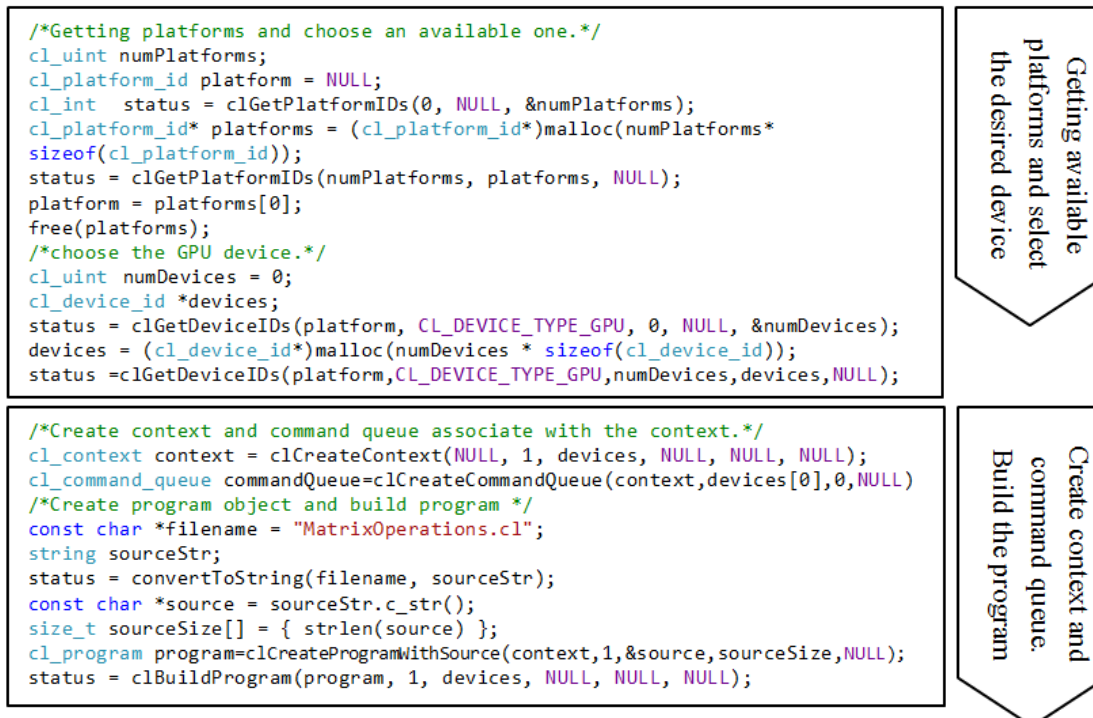 /*Getting platforms and choose an available one.*/
cl_uint numPlatforms;
cl_platform_id platform = NULL;
cl_int  status = clGetPlatformIDs(0, NULL, &numPlatforms);
cl_platform_id* platforms = (cl_platform_id*)malloc(numPlatforms*
sizeof(cl_platform_id));
status = clGetPlatformIDs(numPlatforms, platforms, NULL);
platform = platforms[0];
free(platforms);
/*choose the GPU device.*/
cl_uint numDevices = 0;
cl_device_id *devices;
status = clGetDeviceIDs(platform, CL_DEVICE_TYPE_GPU, 0, NULL, &numDevices);
devices = (cl_device_id*)malloc(numDevices * sizeof(cl_device_id));
status =clGetDeviceIDs(platform,CL_DEVICE_TYPE_GPU,numDevices,devices,NULL);
Getting available
platforms and select
the desired device
/*Create context and command queue associate with the context.*/
cl_context context = clCreateContext(NULL, 1, devices, NULL, NULL, NULL);
cl_command_queue commandQueue=clCreateCommandQueue(context,devices[0],0,NULL)
/*Create program object and build program */
const char *filename = "MatrixOperations.cl";
string sourceStr;
status = convertToString(filename, sourceStr);
const char *source = sourceStr.c_str();
size_t sourceSize[] = { strlen(source) };
cl_program program=clCreateProgramWithSource(context,1,&source,sourceSize,NULL);
status = clBuildProgram(program, 1, devices, NULL, NULL, NULL);
Create context and
command queue.
Build the program